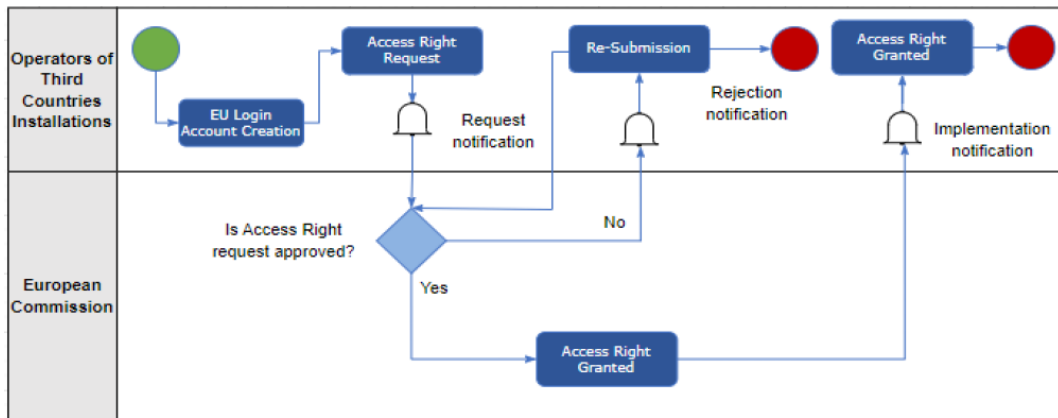 Operators of
Third
Countries
Installations
EU Login
Account Creation
Access Right
Request
Request
notification
Re-Submission
Rejection
notification
Access Right
Granted
Implementation
notification
European
Commission
Is Access Right
request approved?
No
Yes
Access Right
Granted